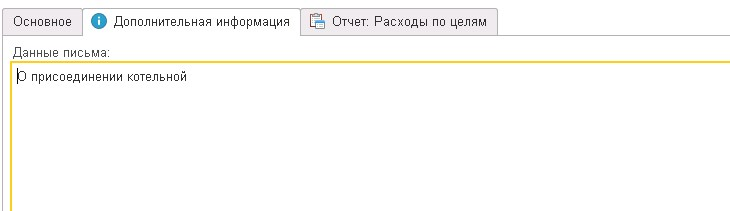 Основное Дополнительная информация Отчет: Расходы по целям
Данные письма:
О присоединении котельной